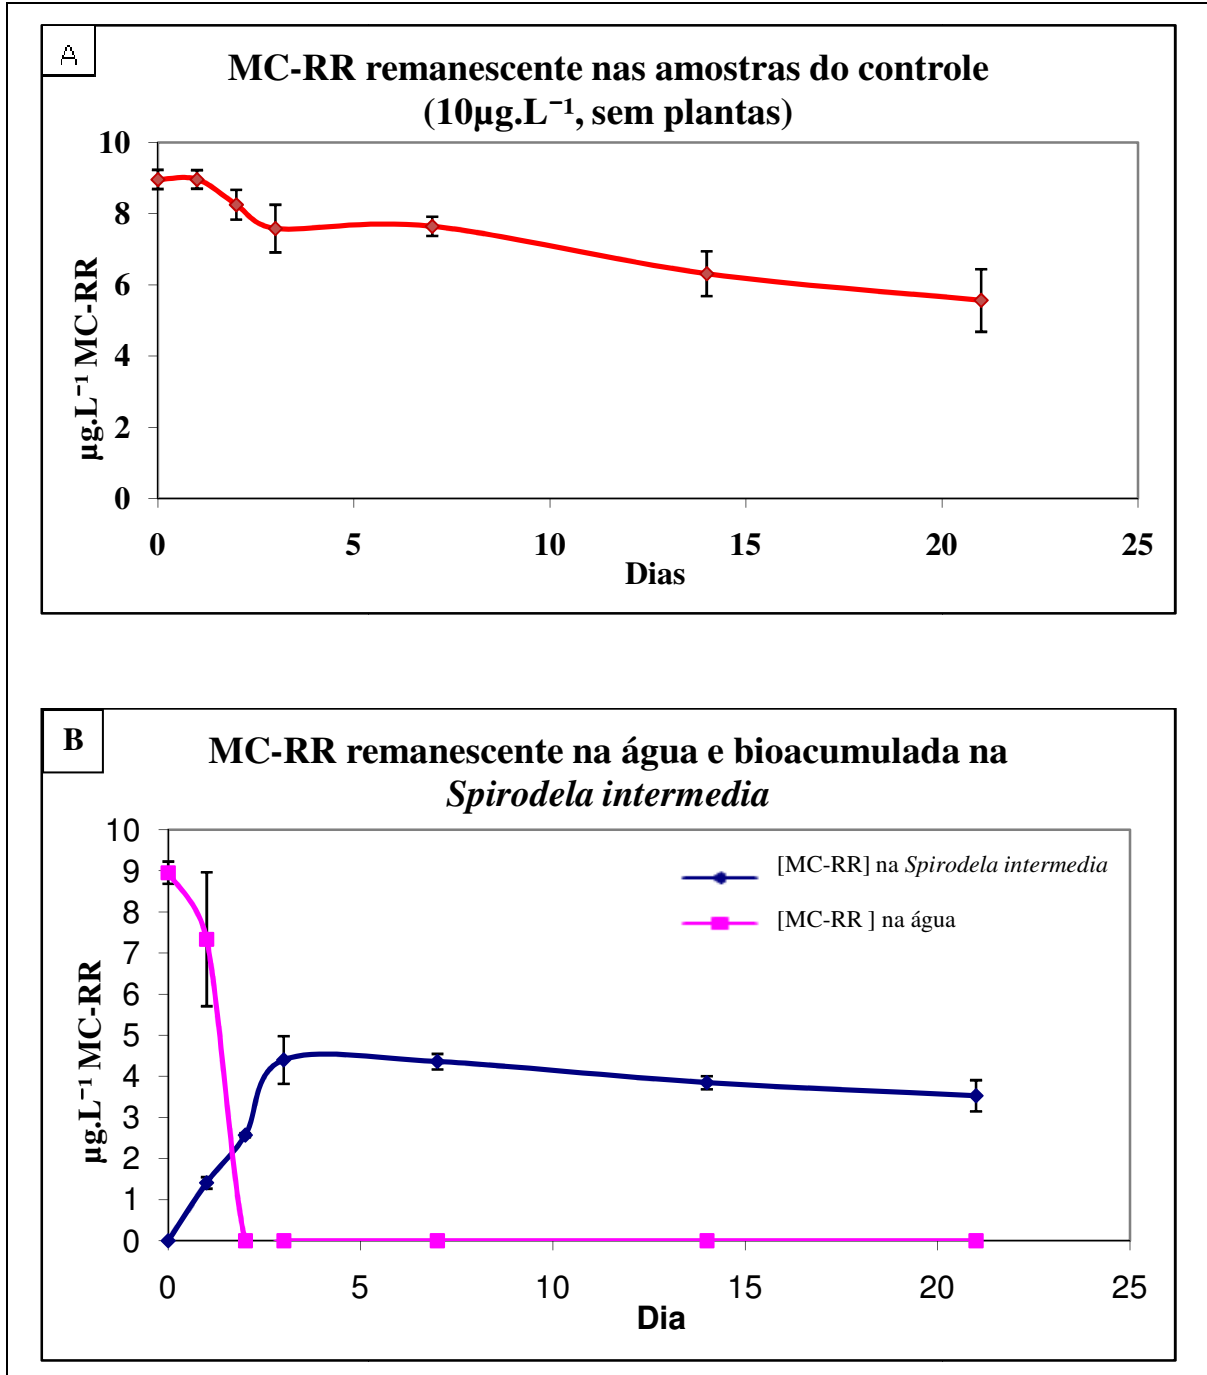 A
MC-RR remanescente nas amostras do controle
(10µg.L⁻¹, sem plantas)
10
8
6
4
2
0
µg.L⁻¹ MC-RR
0 5 10 15 20 25
Dias
B
MC-RR remanescente na água e bioacumulada na
Spirodela intermedia
10
9
8
7
6
5
4
3
2
1
0
µg.L⁻¹ MC-RR
[MC-RR] na Spirodela intermedia
[MC-RR ] na água
0 5 10 15 20 25
Dia